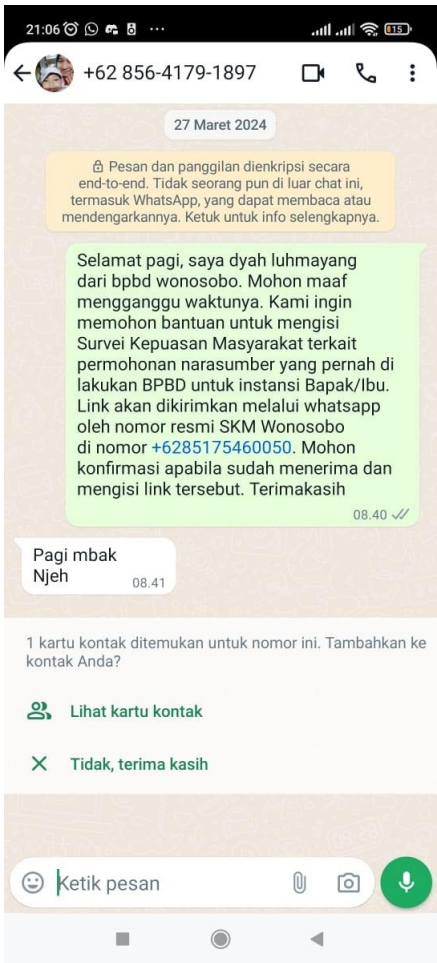 21:06
15
+62 856-4179-1897
27 Maret 2024
Pesan dan panggilan dienkripsi secara
end-to-end. Tidak seorang pun di luar chat ini,
termasuk WhatsApp, yang dapat membaca atau
mendengarkannya. Ketuk untuk info selengkapnya.
Selamat pagi, saya dyah luhmayang
dari bpbd wonosobo. Mohon maaf
mengganggu waktunya. Kami ingin
memohon bantuan untuk mengisi
Survei Kepuasan Masyarakat terkait
permohonan narasumber yang pernah di
lakukan BPBD untuk instansi Bapak/Ibu.
Link akan dikirimkan melalui whatsapp
oleh nomor resmi SKM Wonosobo
di nomor +6285175460050. Mohon
konfirmasi apabila sudah menerima dan
mengisi link tersebut. Terimakasih
08.40
Pagi mbak
Njeh
08.41
1 kartu kontak ditemukan untuk nomor ini. Tambahkan ke
kontak Anda?
Lihat kartu kontak
Tidak, terima kasih
Ketik pesan